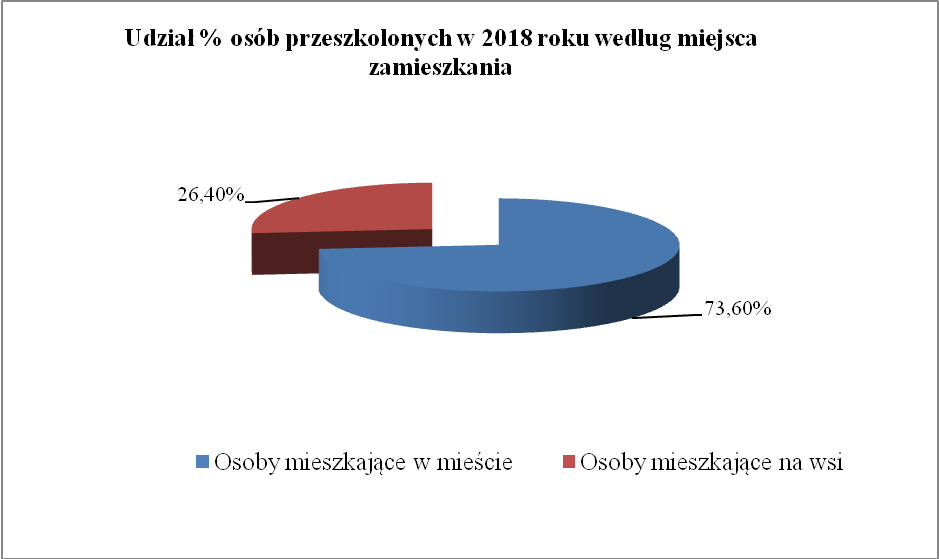 Udział % osób przeszkolonych w 2018 roku według miejsca
zamieszkania
26,40%
73,60%
Osoby mieszkające w mieście
Osoby mieszkające na wsi